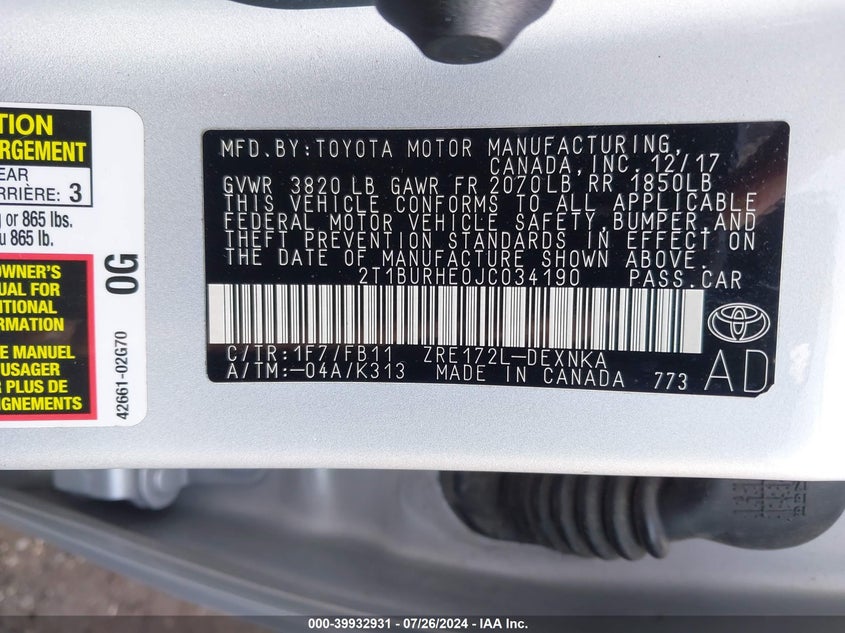 TION
RGEMENT
EAR
RRIÈRE: 3
g or 865 lbs.
u 865 lb.
OWNER'S
UAL FOR
ITIONAL
RMATION
LE MANUEL
USAGER
R PLUS DE
IGNEMENTS
0G
42661-02G70
MFD.BY:TOYOTA MOTOR MANUFACTURING,
CANADA,INC. 12/17
GVWR 3820 LB GAWR FR 2070LB RR 1850LB
THIS VEHICLE CONFORMS TO ALL APPLICABLE
FEDERAL MOTOR VEHICLE SAFETY,BUMPER,AND
THEFT PREVENTION STANDARDS IN EFFECT ON
THE DATE OF MANUFACTURE SHOWN ABOVE.
2T1BURHE0JC034190 PASS.CAR
C/TR:1F7/FB11 ZRE172L-DEXNKA
A/TM:-04A/K313 MADE IN CANADA 773
AD
000-39932931 - 07/26/2024 - IAA Inc.